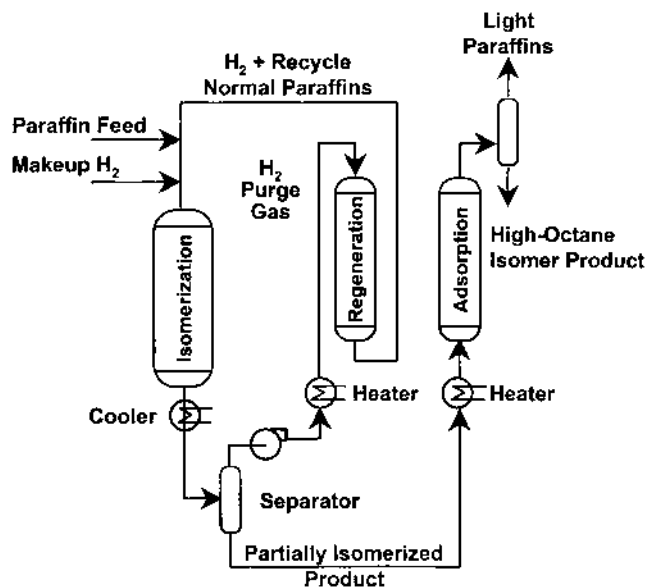 Light
Paraffins
H₂ + Recycle
Normal Paraffins
Paraffin Feed
Makeup H₂
H₂
Purge
Gas
Isomerization
Regeneration
Adsorption
High-Octane
Isomer Product
Cooler
Heater
Heater
Separator
Partially Isomerized
Product